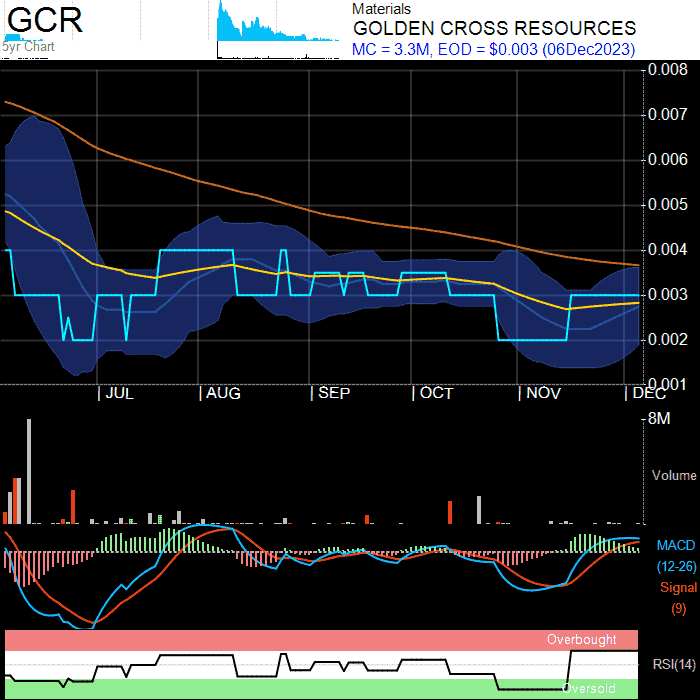 GCR
5yr Chart
Materials
GOLDEN CROSS RESOURCES
MC = 3.3M, EOD = $0.003 (06Dec2023)
0.008
0.007
0.006
0.005
0.004
0.003
0.002
0.001
| JUL | AUG | SEP | OCT | NOV | DEC
8M
Volume
MACD
(12-26)
Signal
(9)
Overbought
RSI(14)
Oversold